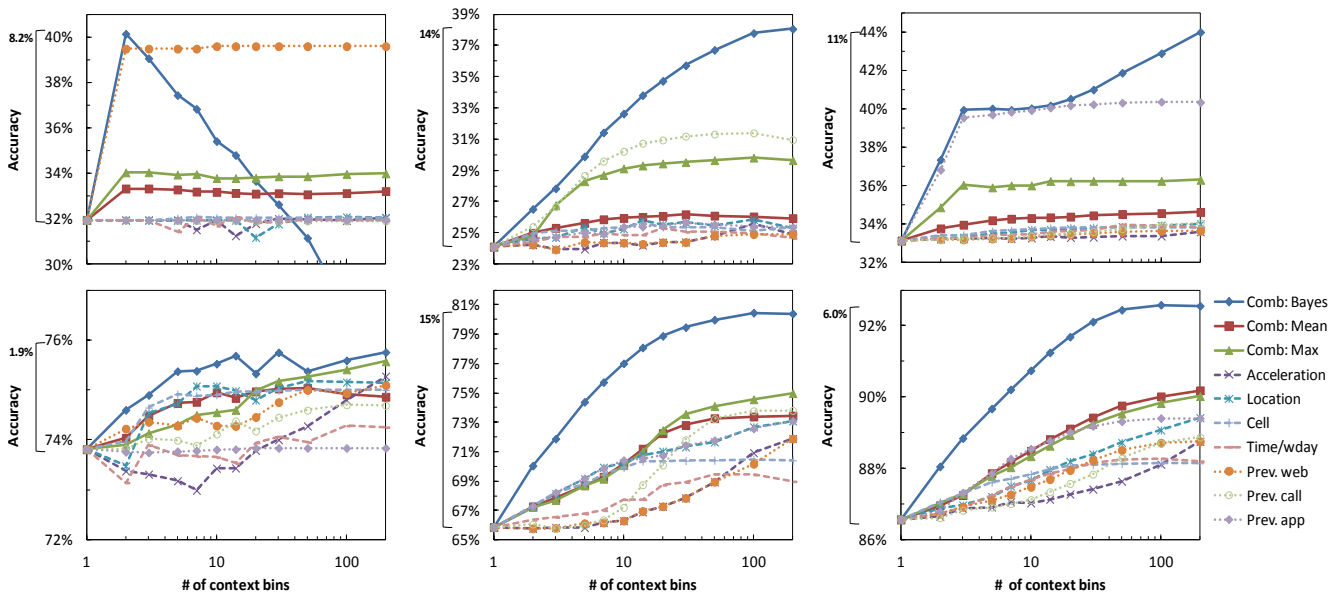 8.2%
Accuracy
40%
38%
36%
34%
32%
30%
14%
Accuracy
39%
37%
35%
33%
31%
29%
27%
25%
23%
11%
Accuracy
44%
42%
40%
38%
36%
34%
32%
1.9%
Accuracy
76%
74%
72%
1
10
100
# of context bins
15%
Accuracy
81%
79%
77%
75%
73%
71%
69%
67%
65%
1
10
100
# of context bins
6.0%
Accuracy
92%
90%
88%
86%
1
10
100
# of context bins
Comb: Bayes
Comb: Mean
Comb: Max
Acceleration
Location
Cell
Time/wday
Prev. web
Prev. call
Prev. app